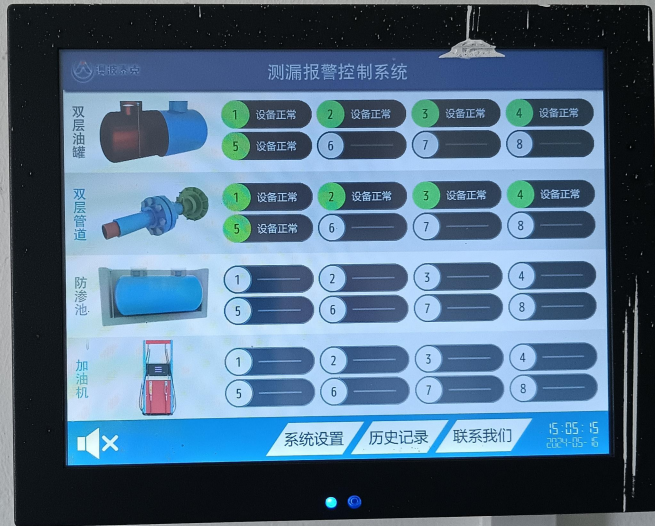 测漏报警控制系统
双层油罐
1 设备正常 2 设备正常 3 设备正常 4 设备正常
5 设备正常 6 7 8
双层管道
1 设备正常 2 设备正常 3 设备正常 4 设备正常
5 设备正常 6 7 8
防渗池
1 2 3 4
5 6 7 8
加油机
1 2 3 4
5 6 7 8
系统设置 历史记录 联系我们
15:05:15
2024-05-16